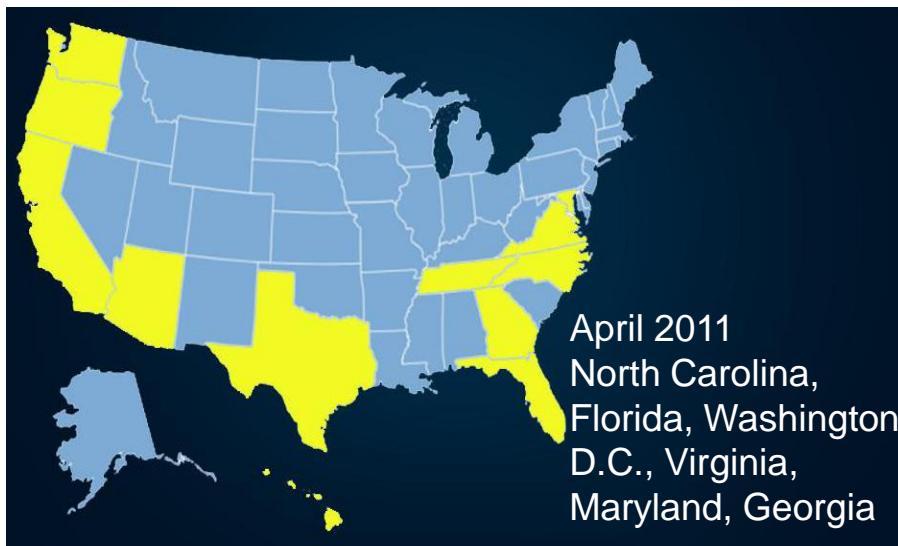 April 2011
North Carolina,
Florida, Washington
D.C., Virginia,
Maryland, Georgia